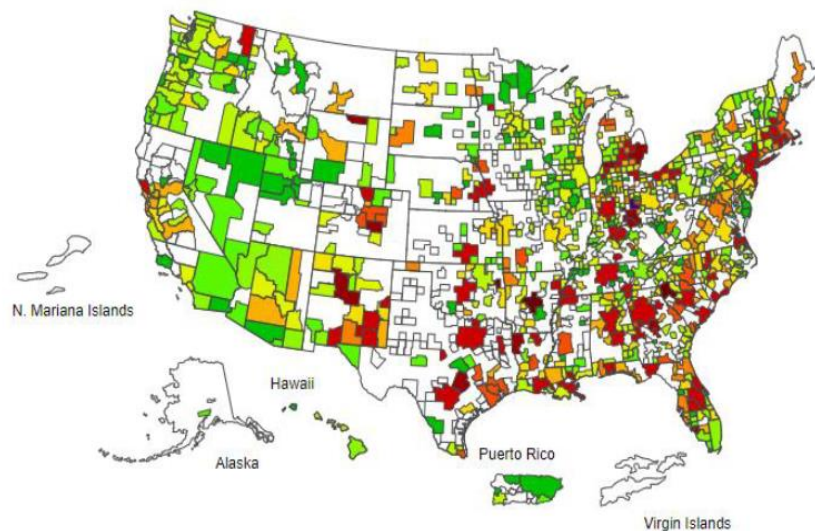 N. Mariana Islands
Hawaii
Alaska
Puerto Rico
Virgin Islands